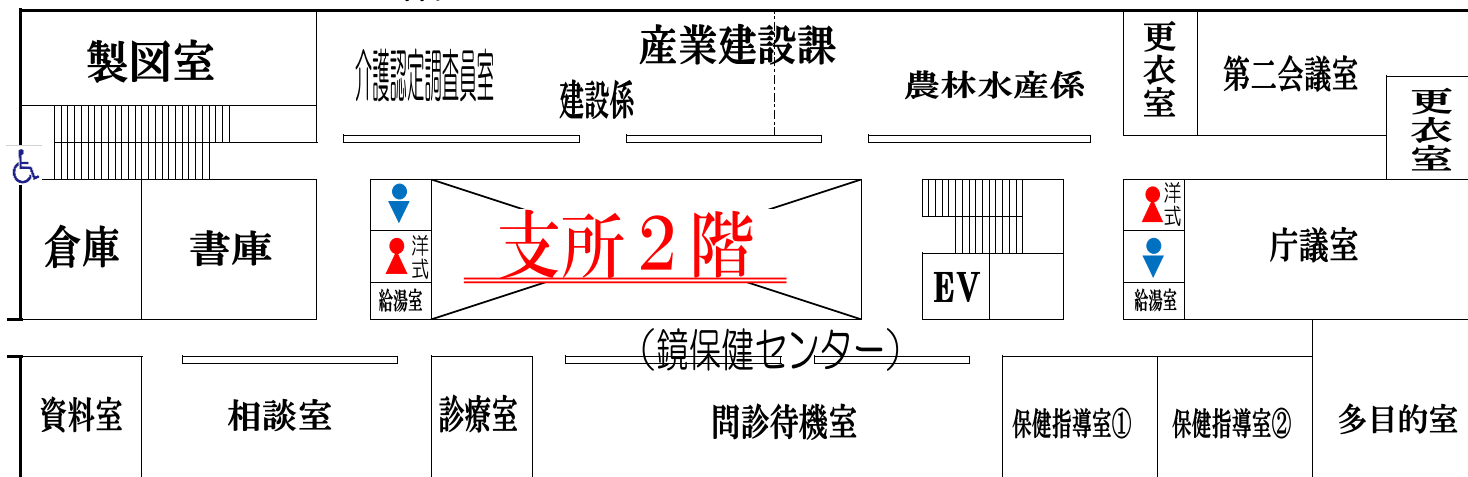 製図室
介護認定調査員室
産業建設課
建設係
農林水産係
更衣室
第二会議室
更衣室
倉庫
書庫
洋式
給湯室
支所2階
EV
洋式
給湯室
庁議室
(鏡保健センター)
資料室
相談室
診療室
問診待機室
保健指導室①
保健指導室②
多目的室